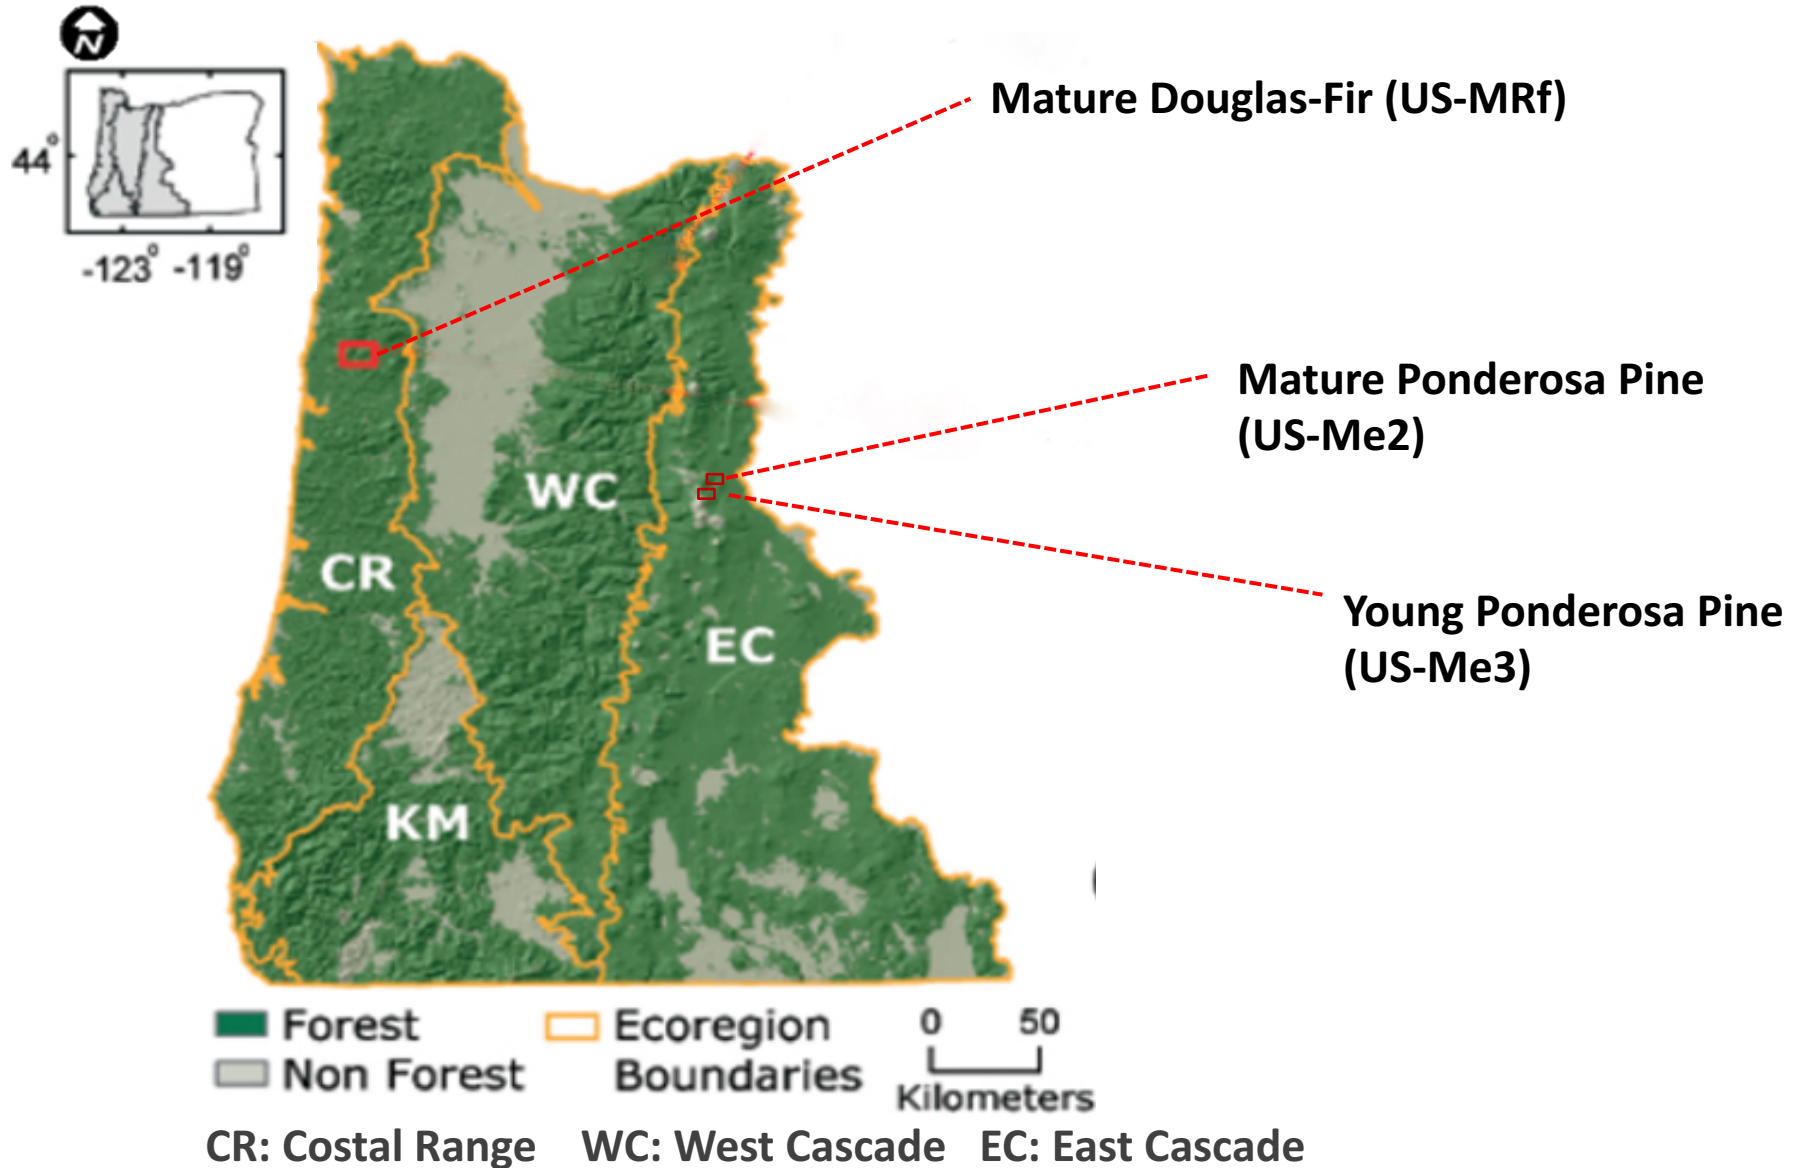 N
44°
-123° -119°
Mature Douglas-Fir (US-MRf)
Mature Ponderosa Pine
(US-Me2)
WC
CR
Young Ponderosa Pine
(US-Me3)
EC
KM
Forest
Non Forest
Ecoregion
Boundaries
0 50
Kilometers
CR: Costal Range WC: West Cascade EC: East Cascade